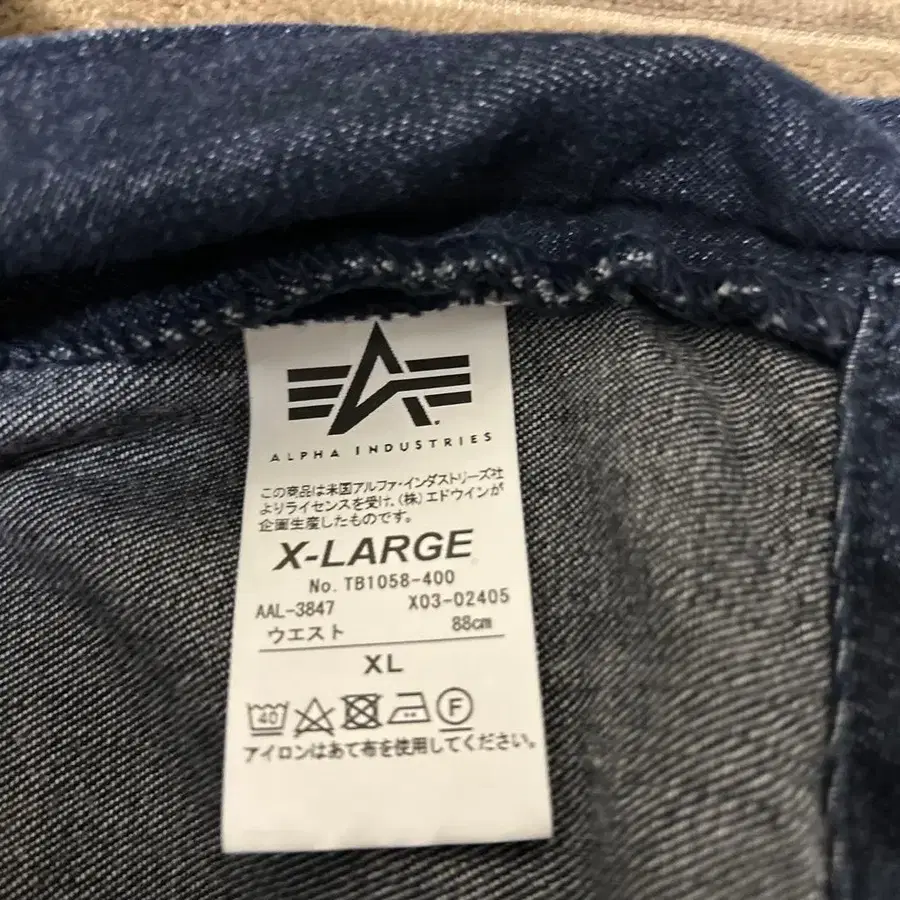 ALPHA INDUSTRIES
この商品は米国アルファ・インダストリーズ社
よりライセンスを受け、(株)エドウインが
企画生産したものです。
X-LARGE
No. TB1058-400
AAL-3847 X03-02405
ウエスト 88cm
XL
40 F
アイロンはあて布を使用してください。